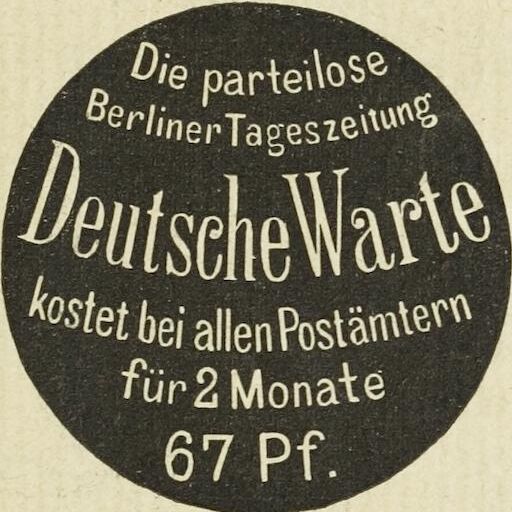 Die parteilose
Berliner Tageszeitung
Deutsche Warte
kostet bei allen Postämtern
für 2 Monate
67 Pf.